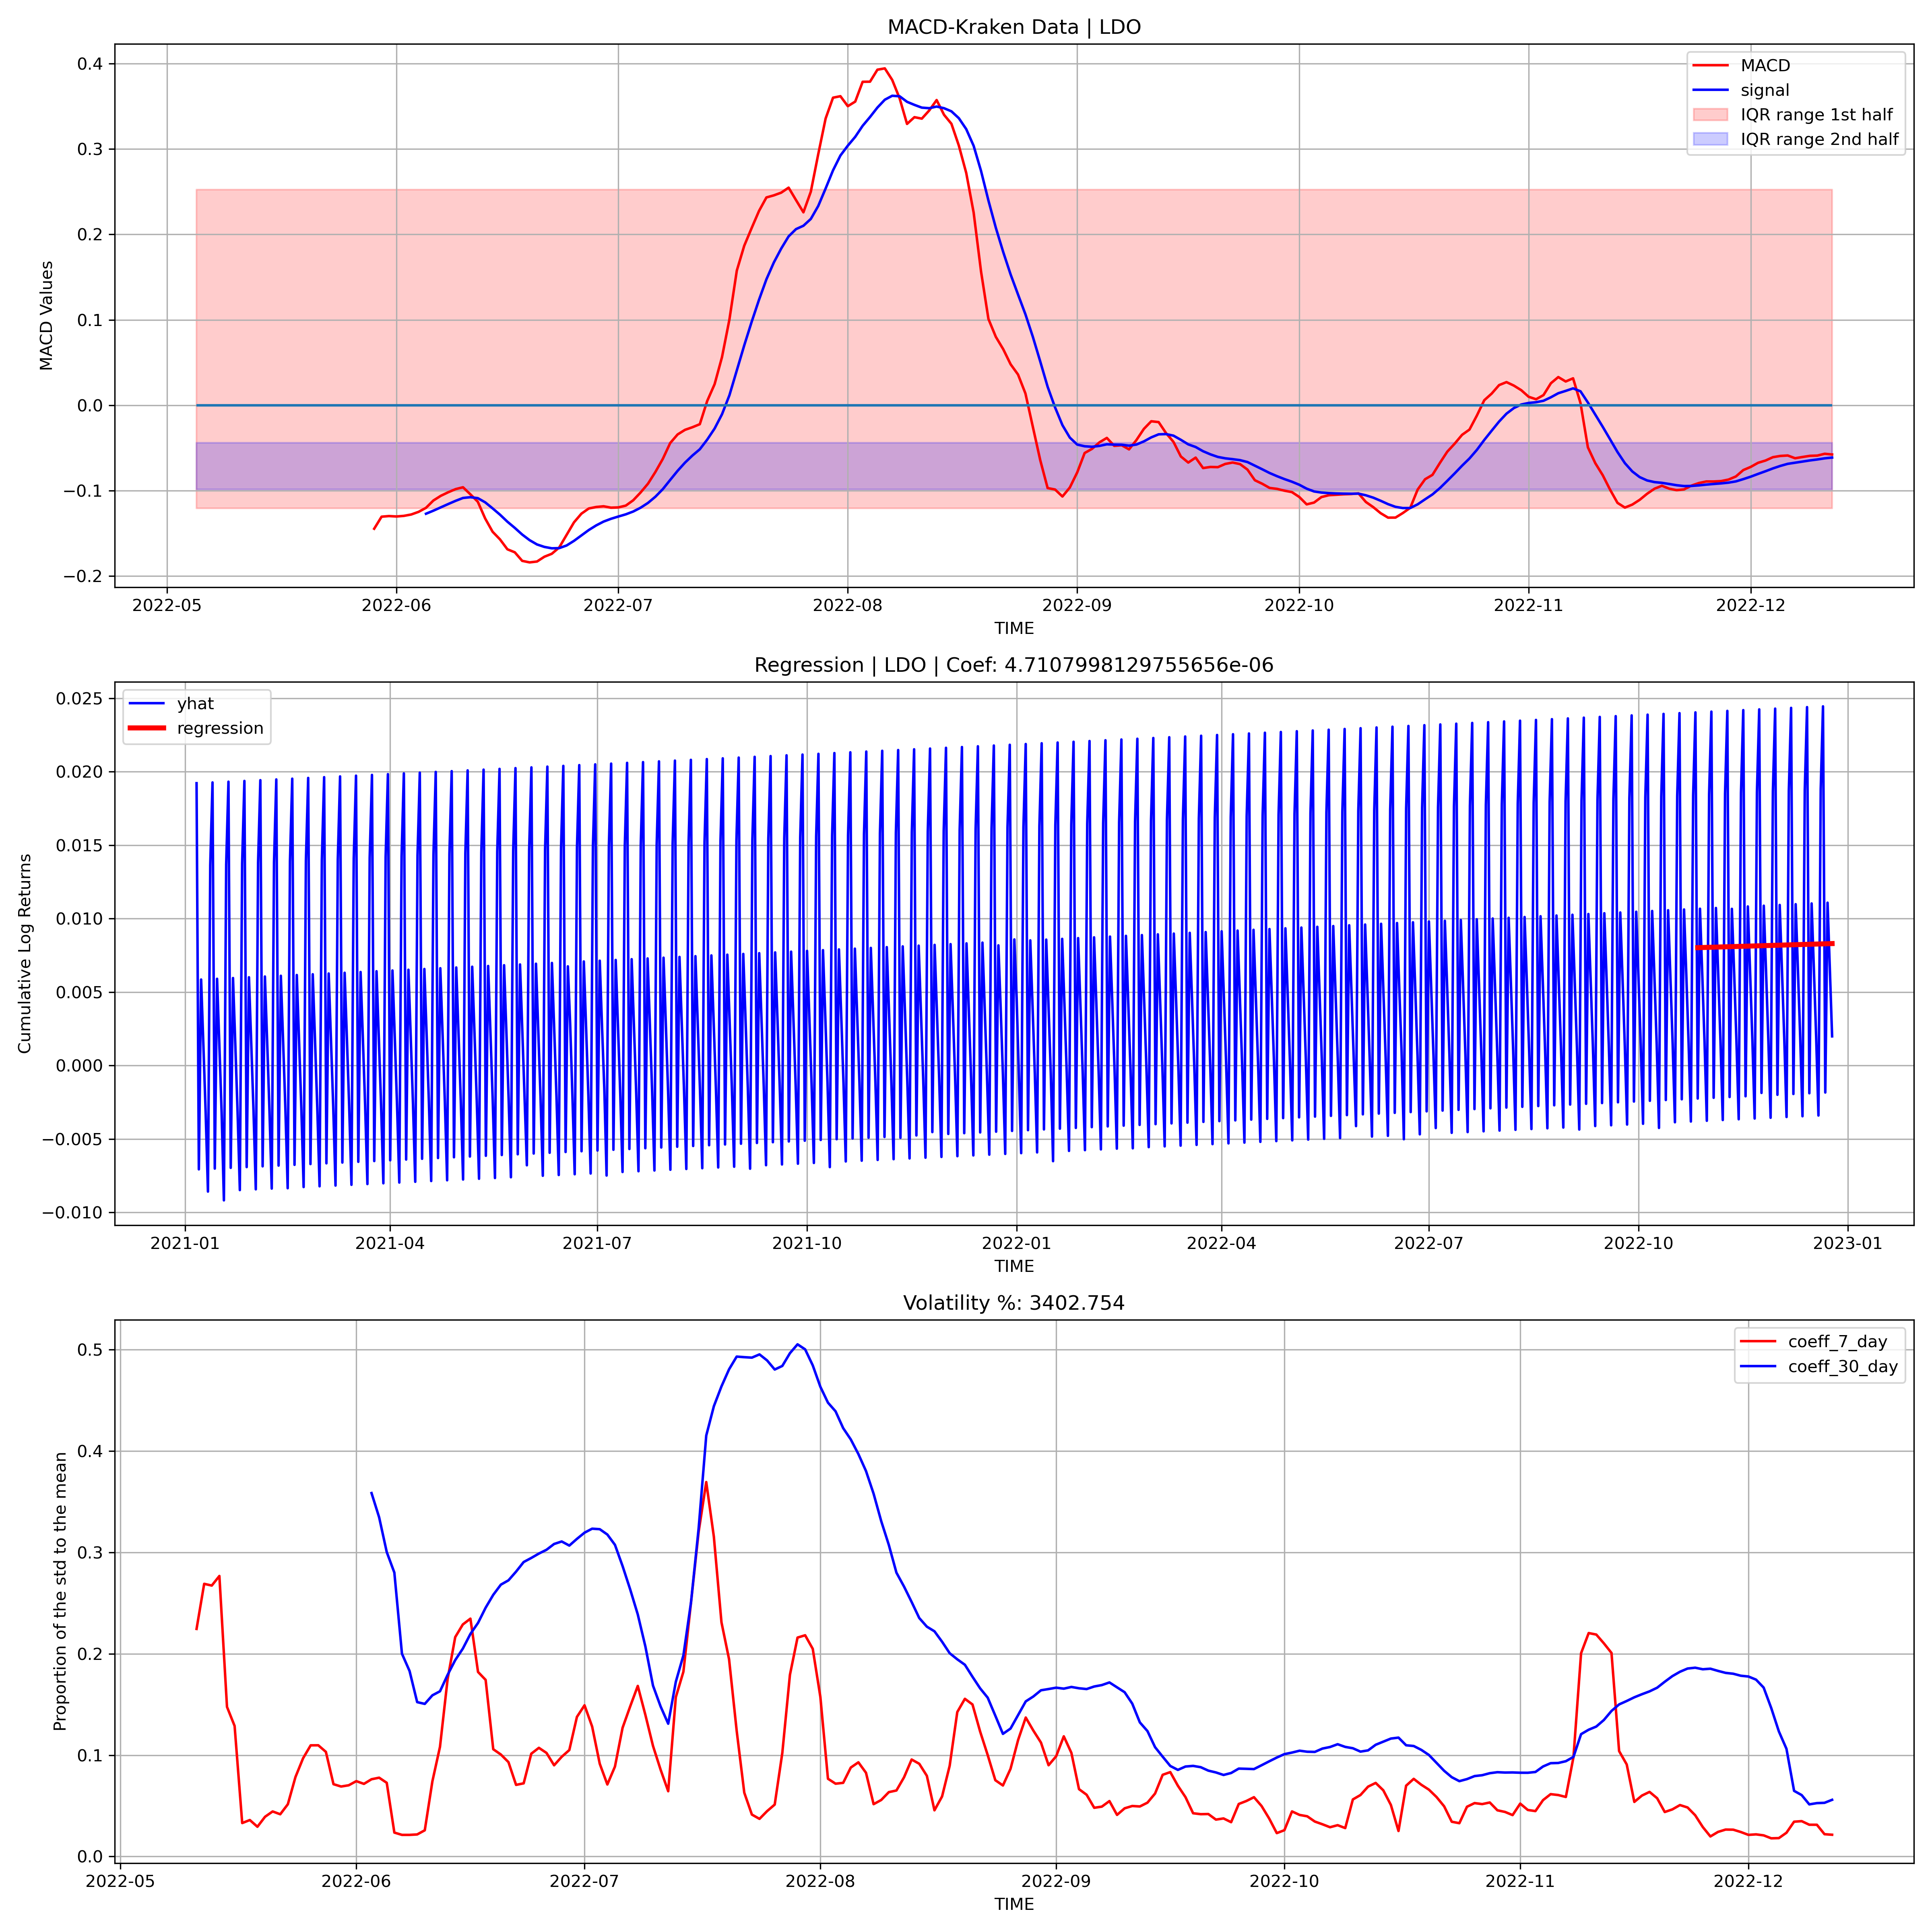 MACD-Kraken Data | LDO
MACD
signal
IQR range 1st half
IQR range 2nd half
0.4
0.3
0.2
0.1
0.0
−0.1
−0.2
MACD Values
2022-05 2022-06 2022-07 2022-08 2022-09 2022-10 2022-11 2022-12
TIME
Regression | LDO | Coef: 4.7107998129755656e-06
yhat
regression
0.025
0.020
0.015
0.010
0.005
0.000
−0.005
−0.010
Cumulative Log Returns
2021-01 2021-04 2021-07 2021-10 2022-01 2022-04 2022-07 2022-10 2023-01
TIME
Volatility %: 3402.754
coeff_7_day
coeff_30_day
0.5
0.4
0.3
0.2
0.1
0.0
Proportion of the std to the mean
2022-05 2022-06 2022-07 2022-08 2022-09 2022-10 2022-11 2022-12
TIME